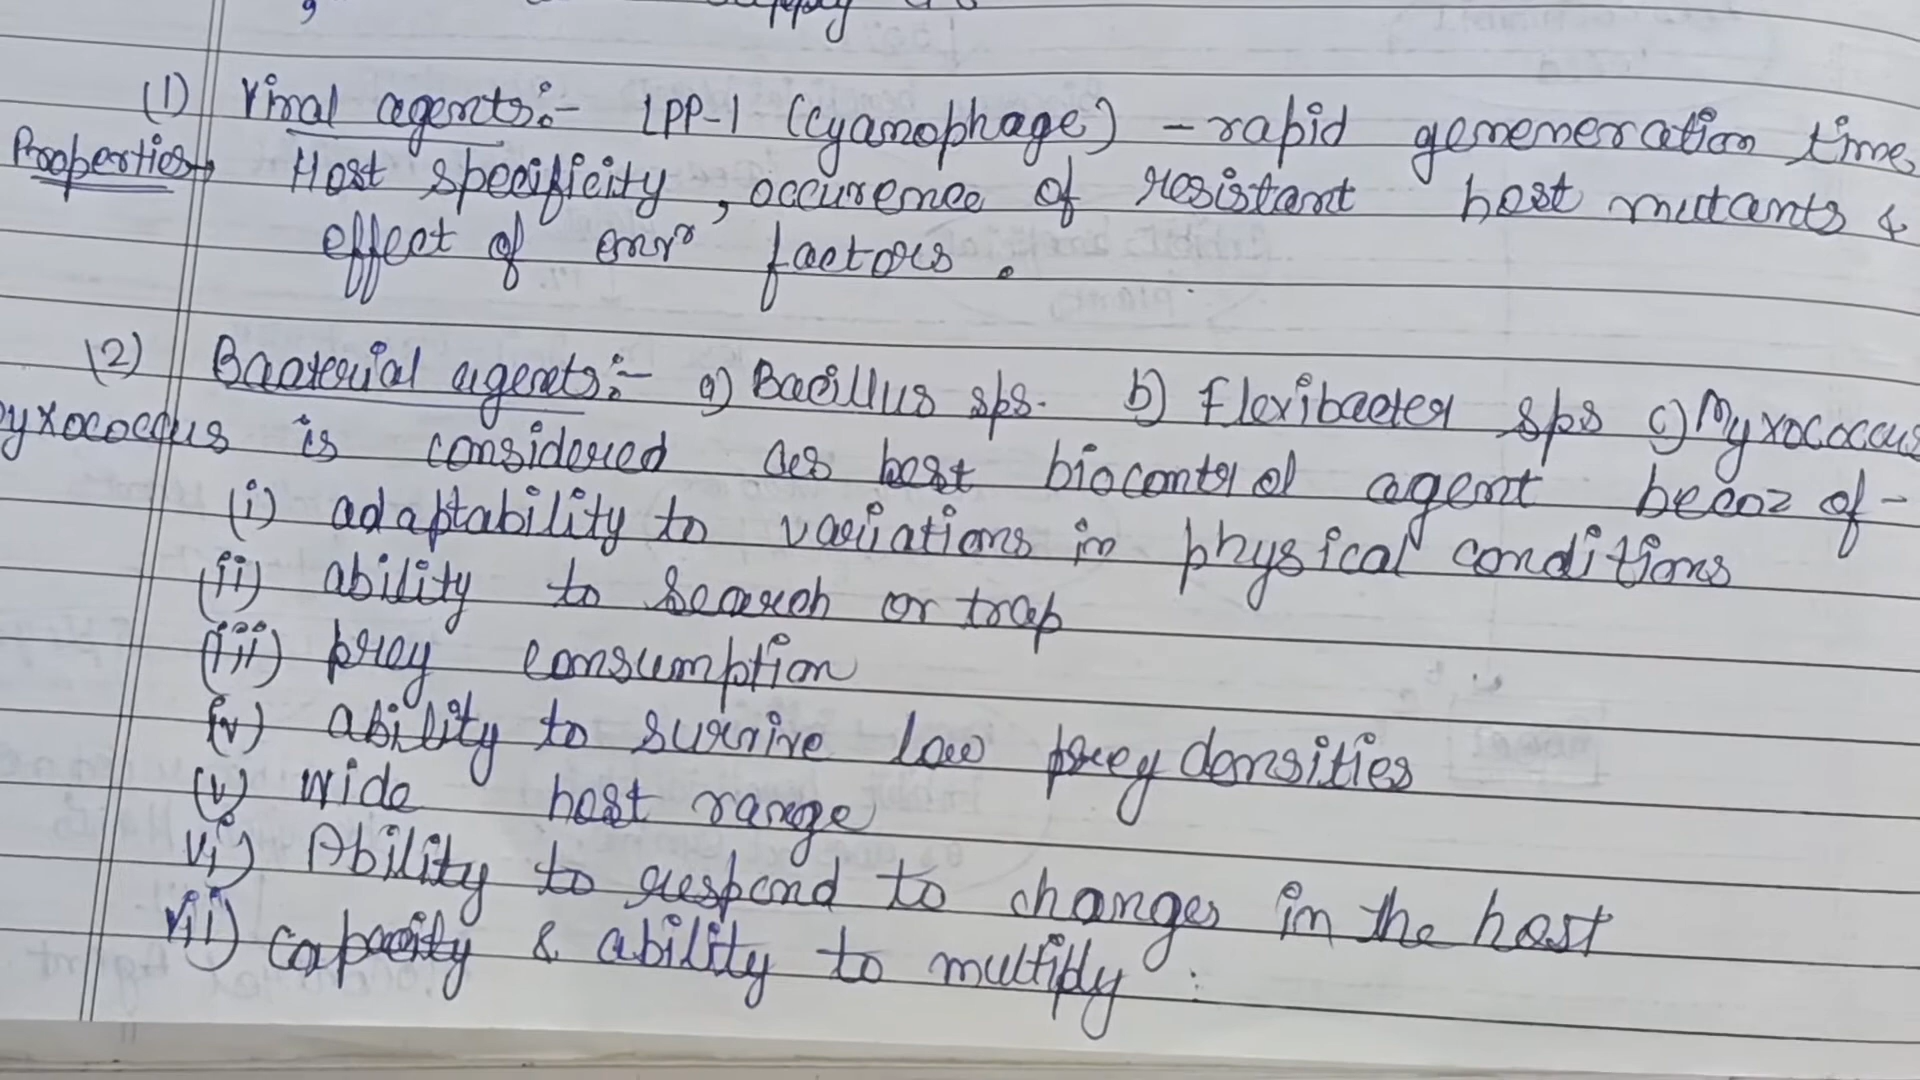 (1) Viral agents:- LPP-1 (Cyanophage) - rapid genemeration time
Properties→ Host specificity, occurence of resistant host mutants &
effect of envr factors.
(2) Bacterial agents:- a) Bacillus sps. b) Flexibacter sps c) Myxococcus
yxococcus is considered as best biocontrol agent becoz of -
(i) adaptability to variations in physical conditions
(ii) ability to search or trap
(iii) prey consumption
(iv) ability to survive low prey densities
(v) wide host range
vi) Ability to respond to changes in the host
vii) capacity & ability to multiply.